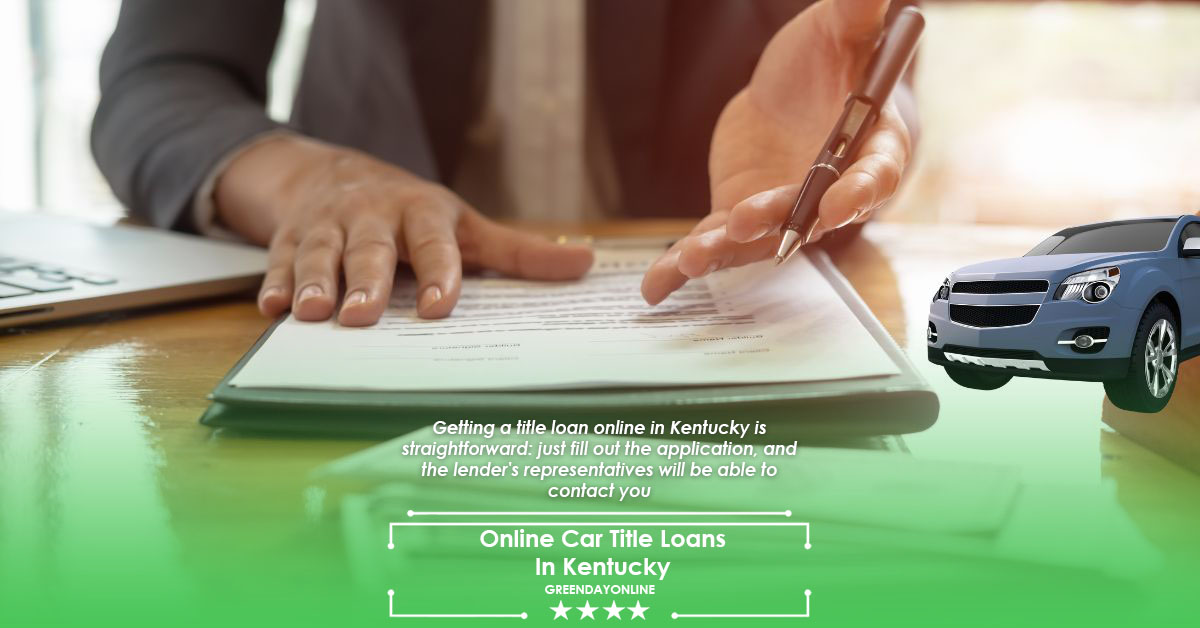 Getting a title loan online in Kentucky is
straightforward: just fill out the application, and
the lender's representatives will be able to
contact you
Online Car Title Loans
In Kentucky
GREENDAYONLINE